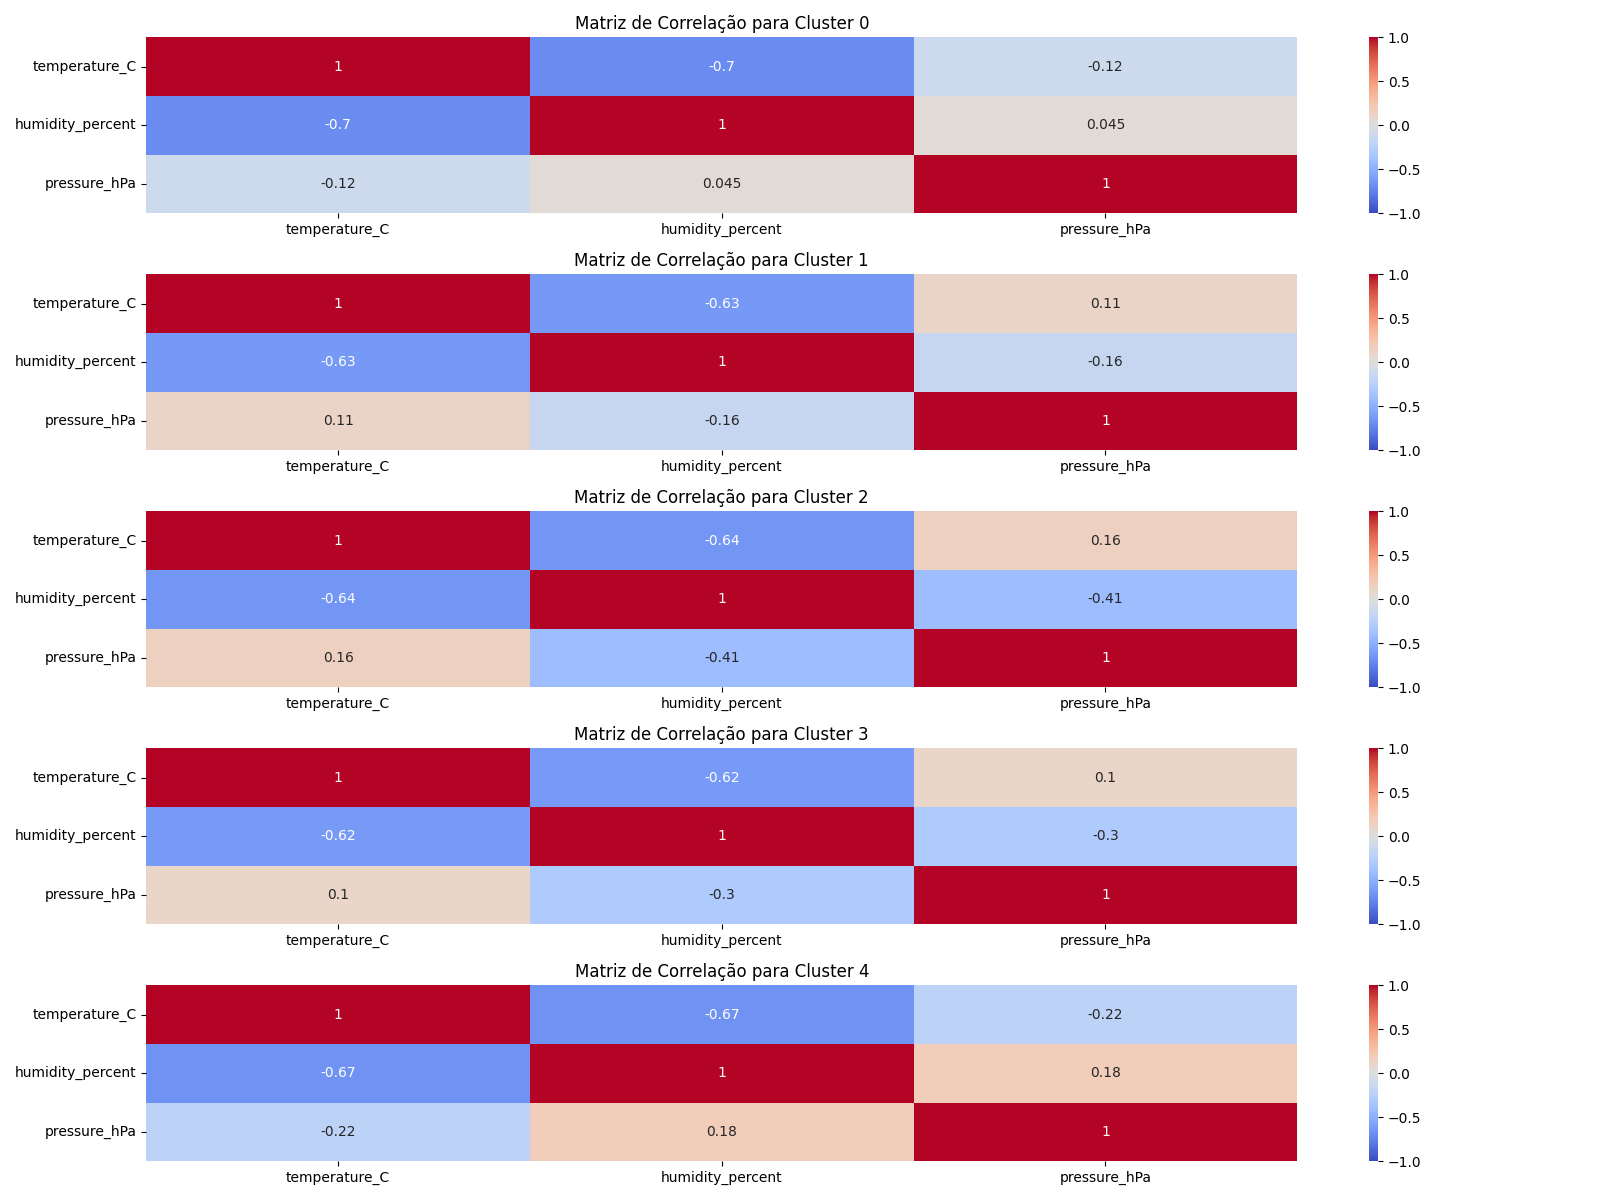 Matriz de Correlação para Cluster 0
temperature_C 1 -0.7 -0.12
humidity_percent -0.7 1 0.045
pressure_hPa -0.12 0.045 1
temperature_C humidity_percent pressure_hPa
1.0
0.5
0.0
−0.5
−1.0
Matriz de Correlação para Cluster 1
temperature_C 1 -0.63 0.11
humidity_percent -0.63 1 -0.16
pressure_hPa 0.11 -0.16 1
temperature_C humidity_percent pressure_hPa
1.0
0.5
0.0
−0.5
−1.0
Matriz de Correlação para Cluster 2
temperature_C 1 -0.64 0.16
humidity_percent -0.64 1 -0.41
pressure_hPa 0.16 -0.41 1
temperature_C humidity_percent pressure_hPa
1.0
0.5
0.0
−0.5
−1.0
Matriz de Correlação para Cluster 3
temperature_C 1 -0.62 0.1
humidity_percent -0.62 1 -0.3
pressure_hPa 0.1 -0.3 1
temperature_C humidity_percent pressure_hPa
1.0
0.5
0.0
−0.5
−1.0
Matriz de Correlação para Cluster 4
temperature_C 1 -0.67 -0.22
humidity_percent -0.67 1 0.18
pressure_hPa -0.22 0.18 1
temperature_C humidity_percent pressure_hPa
1.0
0.5
0.0
−0.5
−1.0